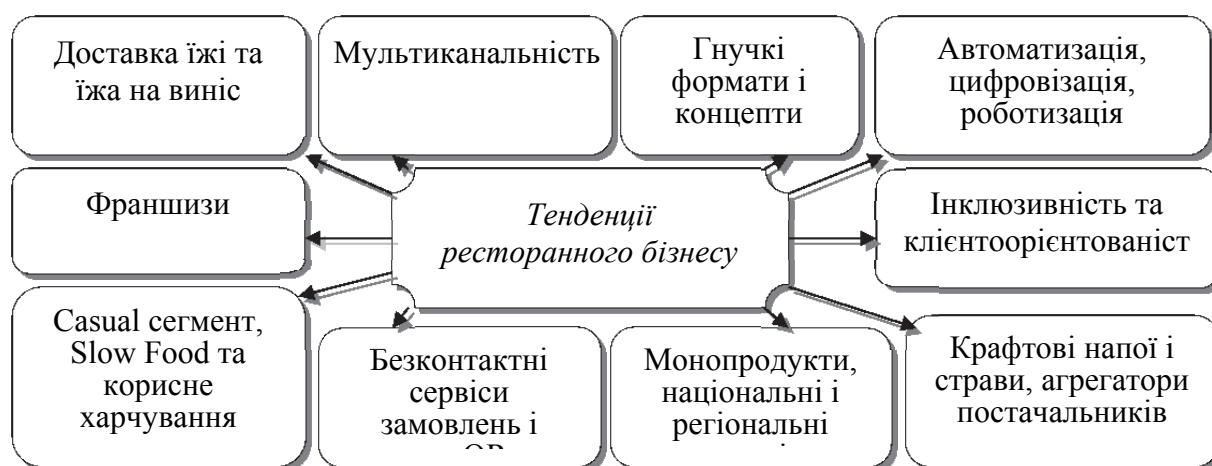 Доставка їжі та
їжа на виніс
Мультиканальність
Гнучкі
формати і
концепти
Автоматизація,
цифровізація,
роботизація
Франшизи
Тенденції
ресторанного бізнесу
Інклюзивність та
клієнтоорієнтованіст
Casual сегмент,
Slow Food та
корисне
харчування
Безконтактні
сервіси
замовлень і
Монопродукти,
національні і
регіональні
Крафтові напої і
страви, агрегатори
постачальників